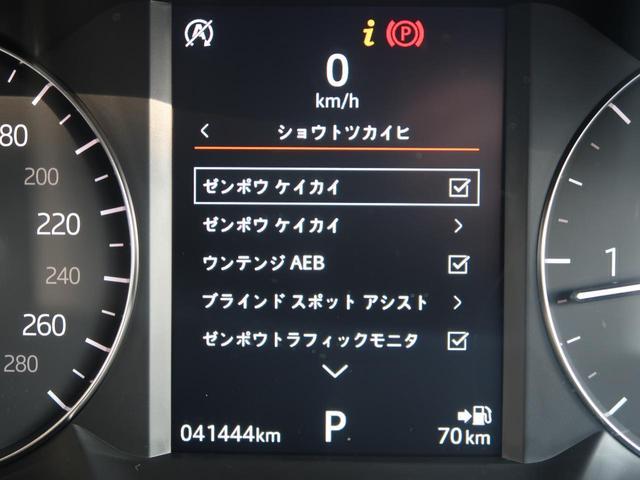 A
i
P
0
km/h
ショウトツカイヒ
ゼンポウ ケイカイ
ゼンポウ ケイカイ
ウンテンジ AEB
ブラインド スポット アシスト
ゼンポウトラフィックモニタ
041444km
P
70 km
80
200
220
240
260
280
1